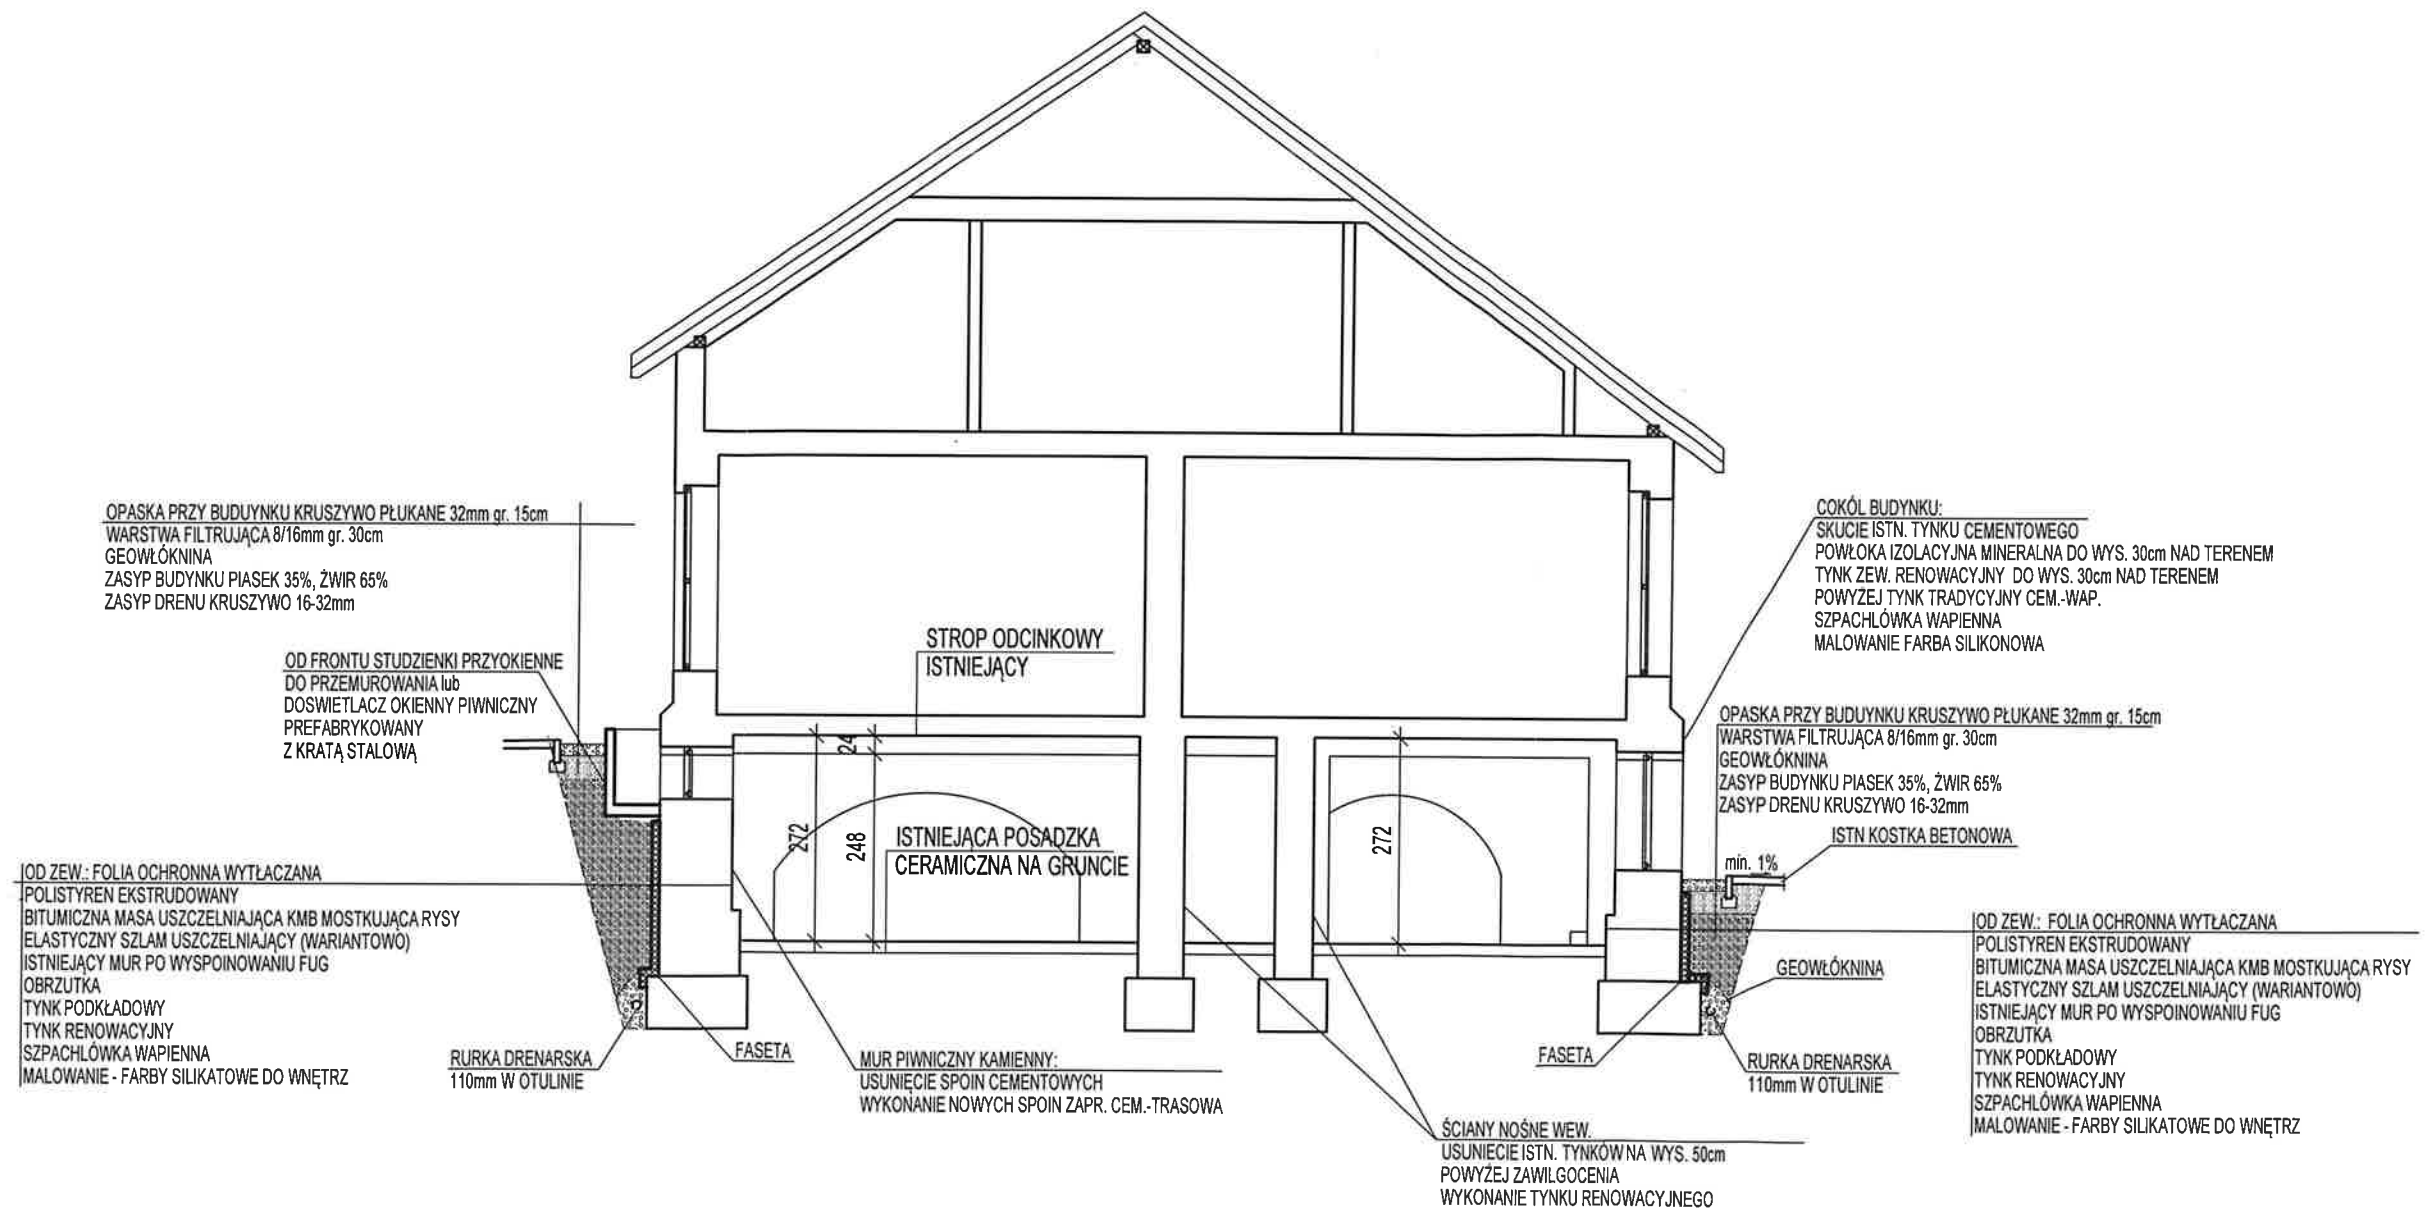 OPASKA PRZY BUDUYNKU KRUSZYWO PŁUKANE 32mm gr. 15cm
WARSTWA FILTRUJĄCA 8/16mm gr. 30cm
GEOWŁÓKNINA
ZASYP BUDYNKU PIASEK 35%, ŻWIR 65%
ZASYP DRENU KRUSZYWO 16-32mm
OD FRONTU STUDZIENKI PRZYOKIENNE
DO PRZEMUROWANIA lub
DOSWIETLACZ OKIENNY PIWNICZNY
PREFABRYKOWANY
Z KRATĄ STALOWĄ
OD ZEW.: FOLIA OCHRONNA WYTŁACZANA
POLISTYREN EKSTRUDOWANY
BITUMICZNA MASA USZCZELNIAJĄCA KMB MOSTKUJĄCA RYSY
ELASTYCZNY SZLAM USZCZELNIAJĄCY (WARIANTOWO)
ISTNIEJĄCY MUR PO WYSPOINOWANIU FUG
OBRZUTKA
TYNK PODKŁADOWY
TYNK RENOWACYJNY
SZPACHLÓWKA WAPIENNA
MALOWANIE - FARBY SILIKATOWE DO WNĘTRZ
RURKA DRENARSKA
110mm W OTULINIE
FASETA
STROP ODCINKOWY
ISTNIEJĄCY
24
272
248
ISTNIEJĄCA POSADZKA
CERAMICZNA NA GRUNCIE
272
MUR PIWNICZNY KAMIENNY:
USUNIĘCIE SPOIN CEMENTOWYCH
WYKONANIE NOWYCH SPOIN ZAPR. CEM.-TRASOWA
ŚCIANY NOŚNE WEW.
USUNIECIE ISTN. TYNKÓW NA WYS. 50cm
POWYŻEJ ZAWILGOCENIA
WYKONANIE TYNKU RENOWACYJNEGO
COKÓŁ BUDYNKU:
SKUCIE ISTN. TYNKU CEMENTOWEGO
POWŁOKA IZOLACYJNA MINERALNA DO WYS. 30cm NAD TERENEM
TYNK ZEW. RENOWACYJNY DO WYS. 30cm NAD TERENEM
POWYŻEJ TYNK TRADYCYJNY CEM.-WAP.
SZPACHLÓWKA WAPIENNA
MALOWANIE FARBA SILIKONOWA
OPASKA PRZY BUDUYNKU KRUSZYWO PŁUKANE 32mm gr. 15cm
WARSTWA FILTRUJĄCA 8/16mm gr. 30cm
GEOWŁÓKNINA
ZASYP BUDYNKU PIASEK 35%, ŻWIR 65%
ZASYP DRENU KRUSZYWO 16-32mm
ISTN KOSTKA BETONOWA
min. 1%
GEOWŁÓKNINA
FASETA
RURKA DRENARSKA
110mm W OTULINIE
OD ZEW.: FOLIA OCHRONNA WYTŁACZANA
POLISTYREN EKSTRUDOWANY
BITUMICZNA MASA USZCZELNIAJĄCA KMB MOSTKUJĄCA RYSY
ELASTYCZNY SZLAM USZCZELNIAJĄCY (WARIANTOWO)
ISTNIEJĄCY MUR PO WYSPOINOWANIU FUG
OBRZUTKA
TYNK PODKŁADOWY
TYNK RENOWACYJNY
SZPACHLÓWKA WAPIENNA
MALOWANIE - FARBY SILIKATOWE DO WNĘTRZ